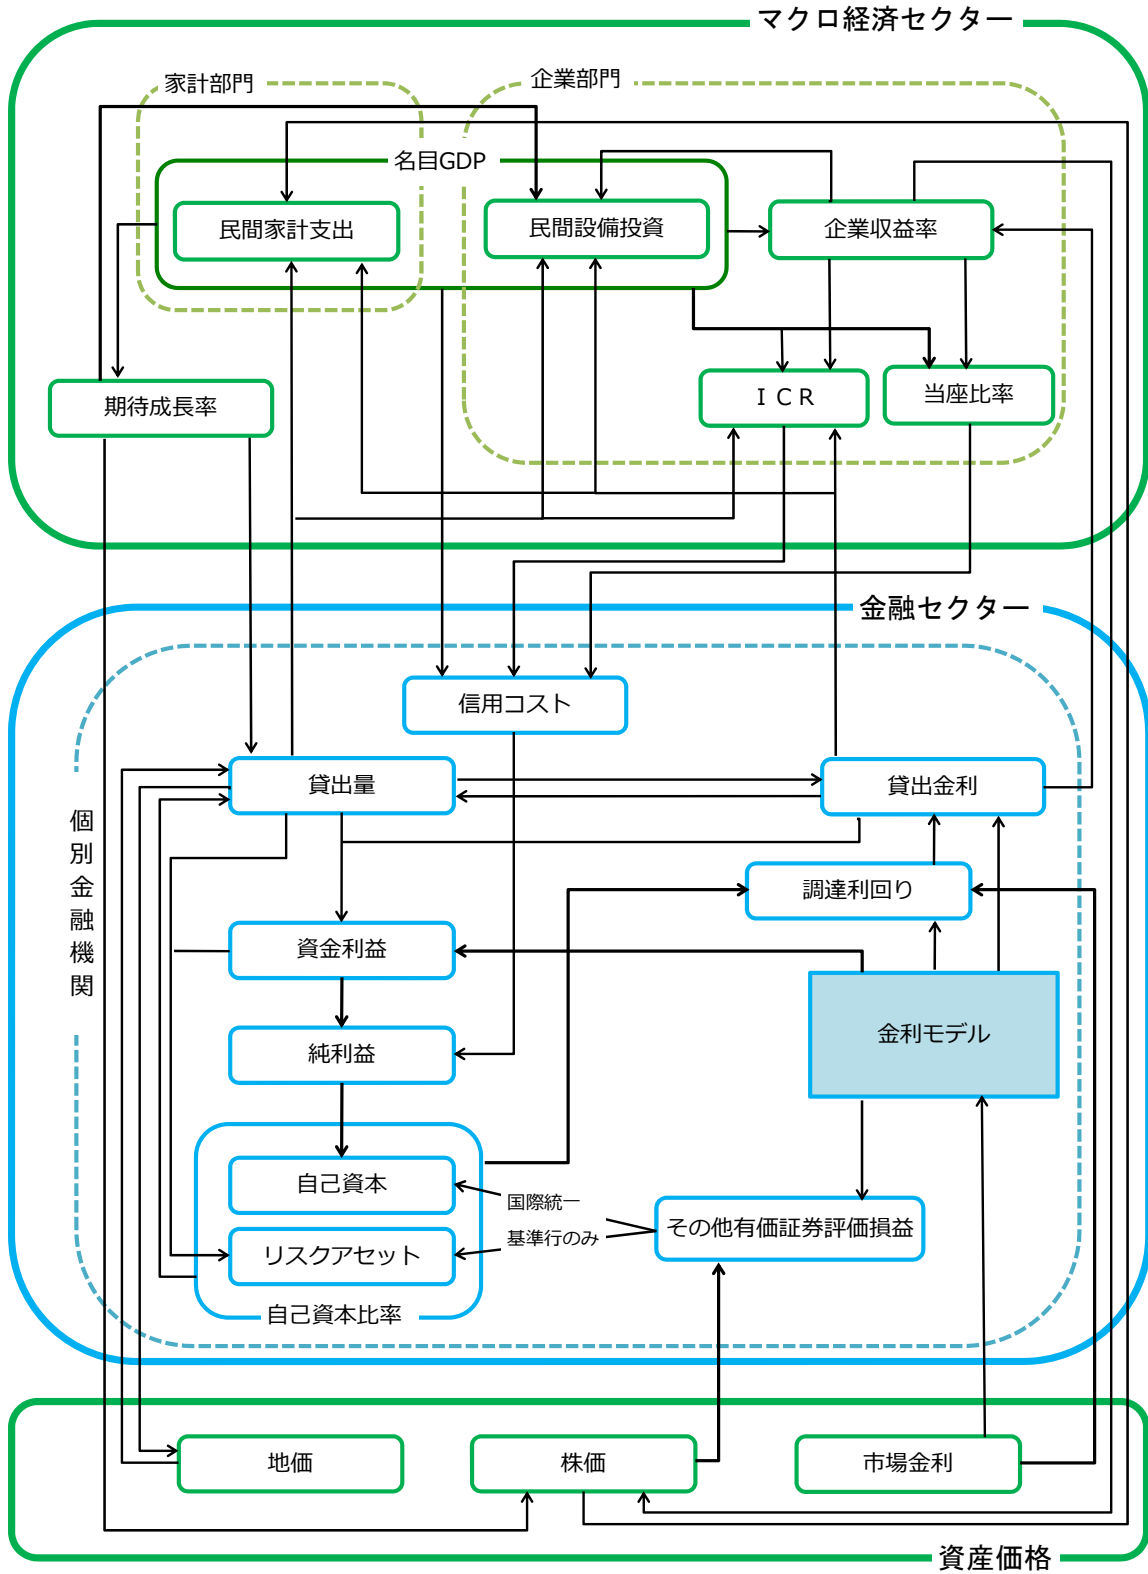 マクロ経済セクター
家計部門
企業部門
名目GDP
民間家計支出
民間設備投資
企業収益率
期待成長率
ＩＣＲ
当座比率
金融セクター
信用コスト
貸出量
貸出金利
個別金融機関
調達利回り
資金利益
金利モデル
純利益
自己資本
国際統一
基準行のみ
その他有価証券評価損益
リスクアセット
自己資本比率
地価
株価
市場金利
資産価格